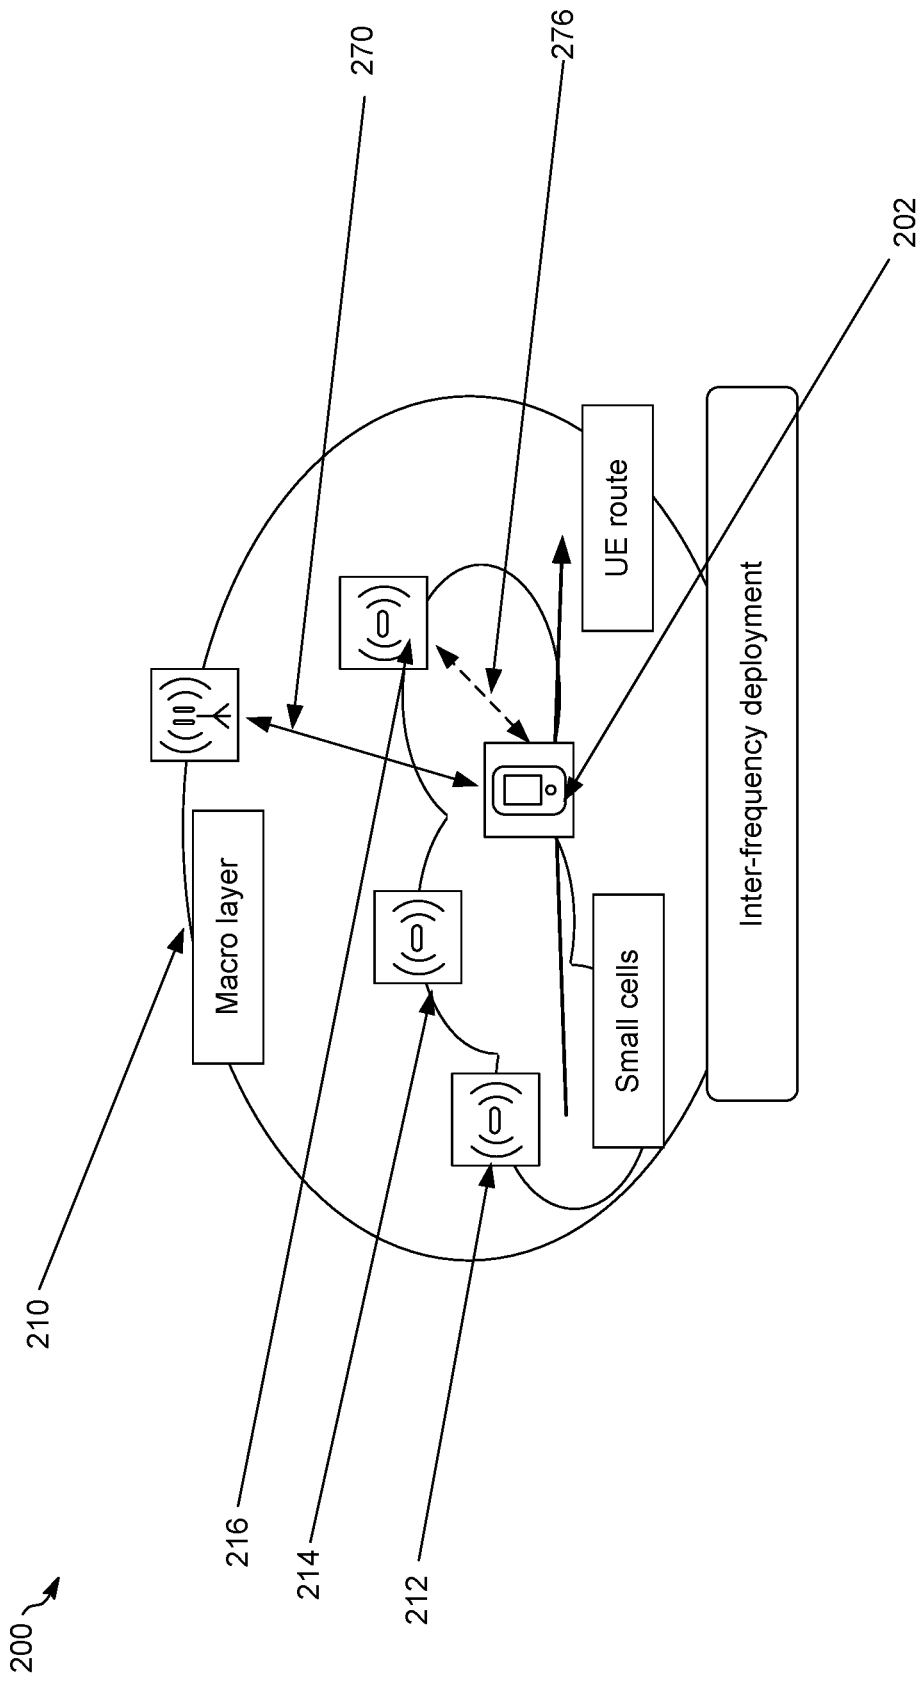 200
210
216
214
212
270
276
202
Macro layer
UE route
Small cells
Inter-frequency deployment